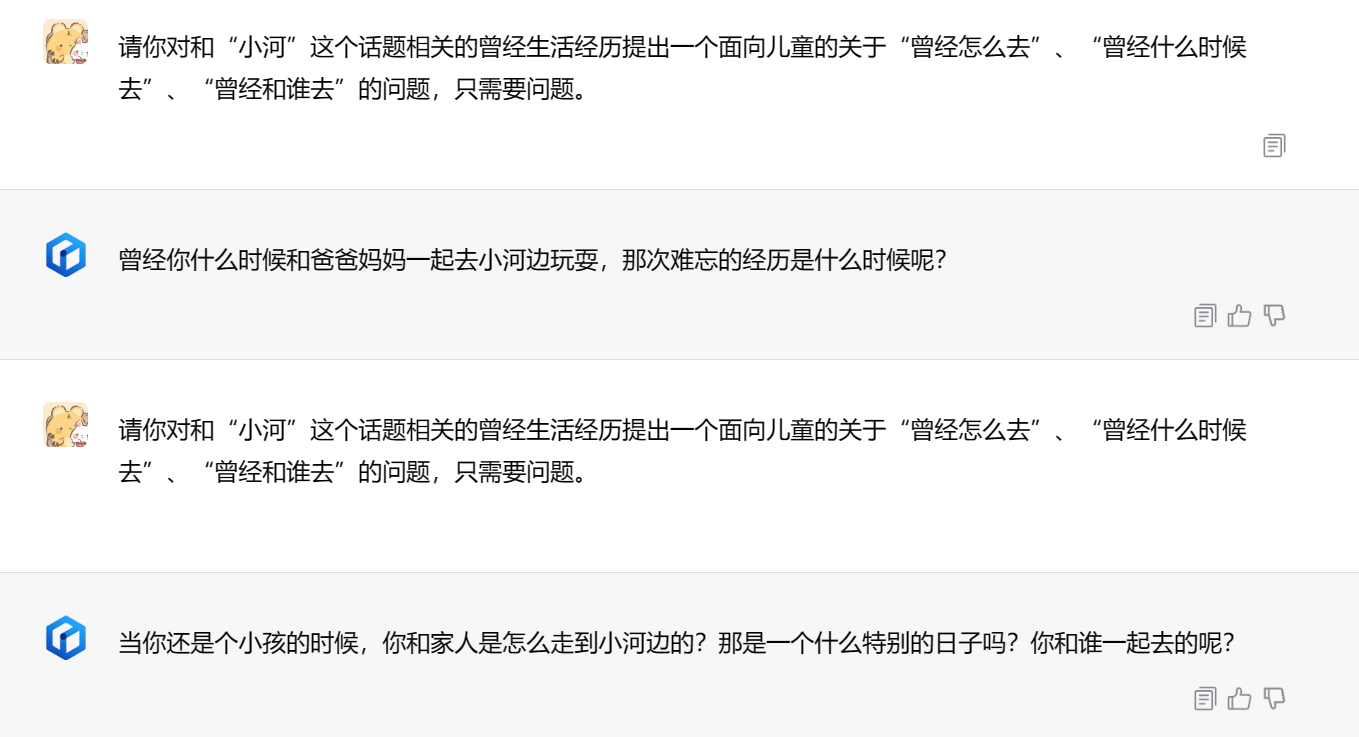 请你对和“小河”这个话题相关的曾经生活经历提出一个面向儿童的关于“曾经怎么去”、“曾经什么时候
去”、“曾经和谁去”的问题，只需要问题。
曾经你什么时候和爸爸妈妈一起去小河边玩耍，那次难忘的经历是什么时候呢？
请你对和“小河”这个话题相关的曾经生活经历提出一个面向儿童的关于“曾经怎么去”、“曾经什么时候
去”、“曾经和谁去”的问题，只需要问题。
当你还是个小孩的时候，你和家人是怎么走到小河边的？那是一个什么特别的日子吗？你和谁一起去的呢？